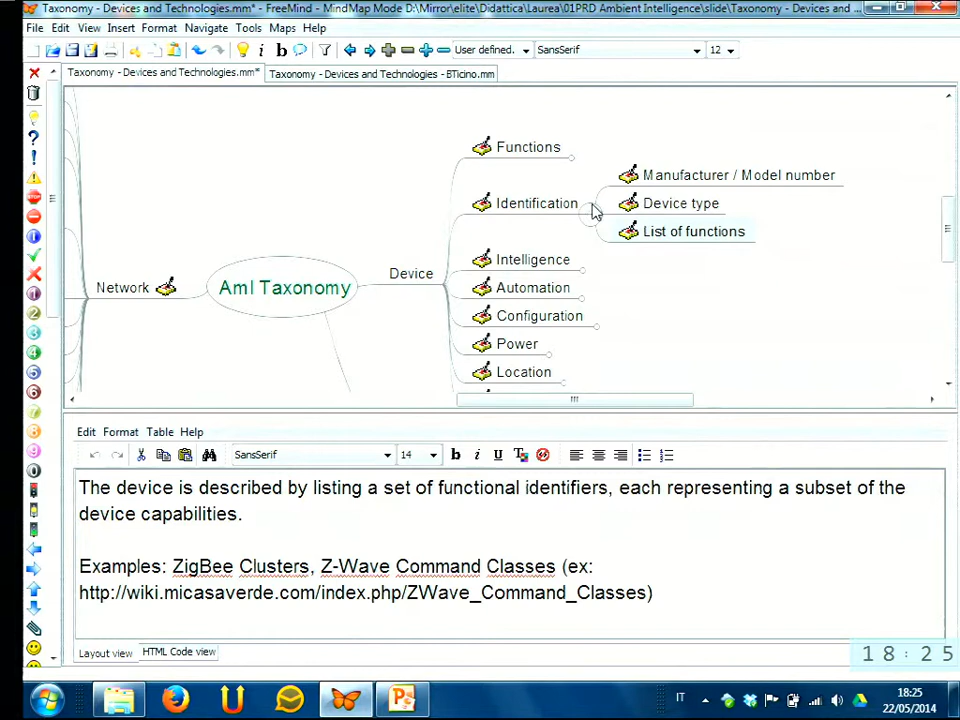 Taxonomy - Devices and Technologies.mm* - FreeMind - MindMap Mode D:\Mirror\elite\Didattica\Laurea\01PRD Ambient Intelligence\slide\Taxonomy - Devices and ...
File Edit View Insert Format Navigate Tools Maps Help
User defined. SansSerif 12
Taxonomy - Devices and Technologies.mm* Taxonomy - Devices and Technologies - BTicino.mm
Functions
Manufacturer / Model number
Identification
Device type
List of functions
Intelligence
Device
Network
AmI Taxonomy
Automation
Configuration
Power
Location
Edit Format Table Help
SansSerif 14
The device is described by listing a set of functional identifiers, each representing a subset of the
device capabilities.
Examples: ZigBee Clusters, Z-Wave Command Classes (ex:
http://wiki.micasaverde.com/index.php/ZWave_Command_Classes)
Layout view HTML Code view
18:25
IT
18:25
22/05/2014